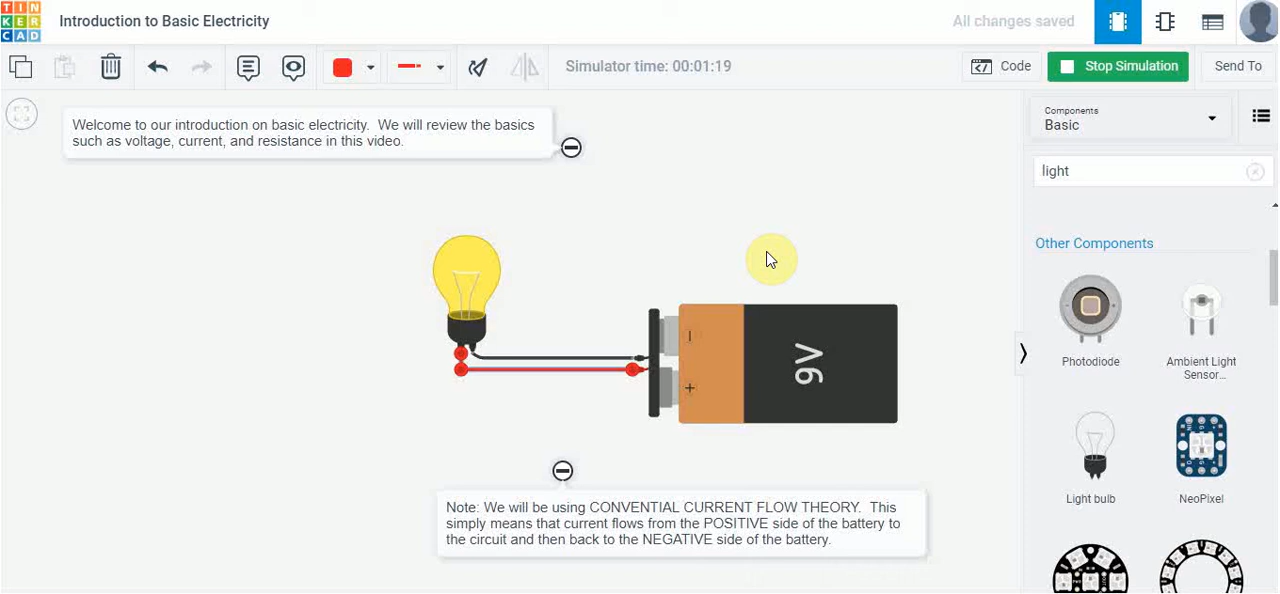 TIN
KER
CAD
Introduction to Basic Electricity
All changes saved
Simulator time: 00:01:19
Code
Stop Simulation
Send To
Welcome to our introduction on basic electricity.  We will review the basics
such as voltage, current, and resistance in this video.
Components
Basic
light
Other Components
Photodiode
Ambient Light
Sensor...
Light bulb
NeoPixel
−
+
9V
Note: We will be using CONVENTIAL CURRENT FLOW THEORY.  This
simply means that current flows from the POSITIVE side of the battery to
the circuit and then back to the NEGATIVE side of the battery.